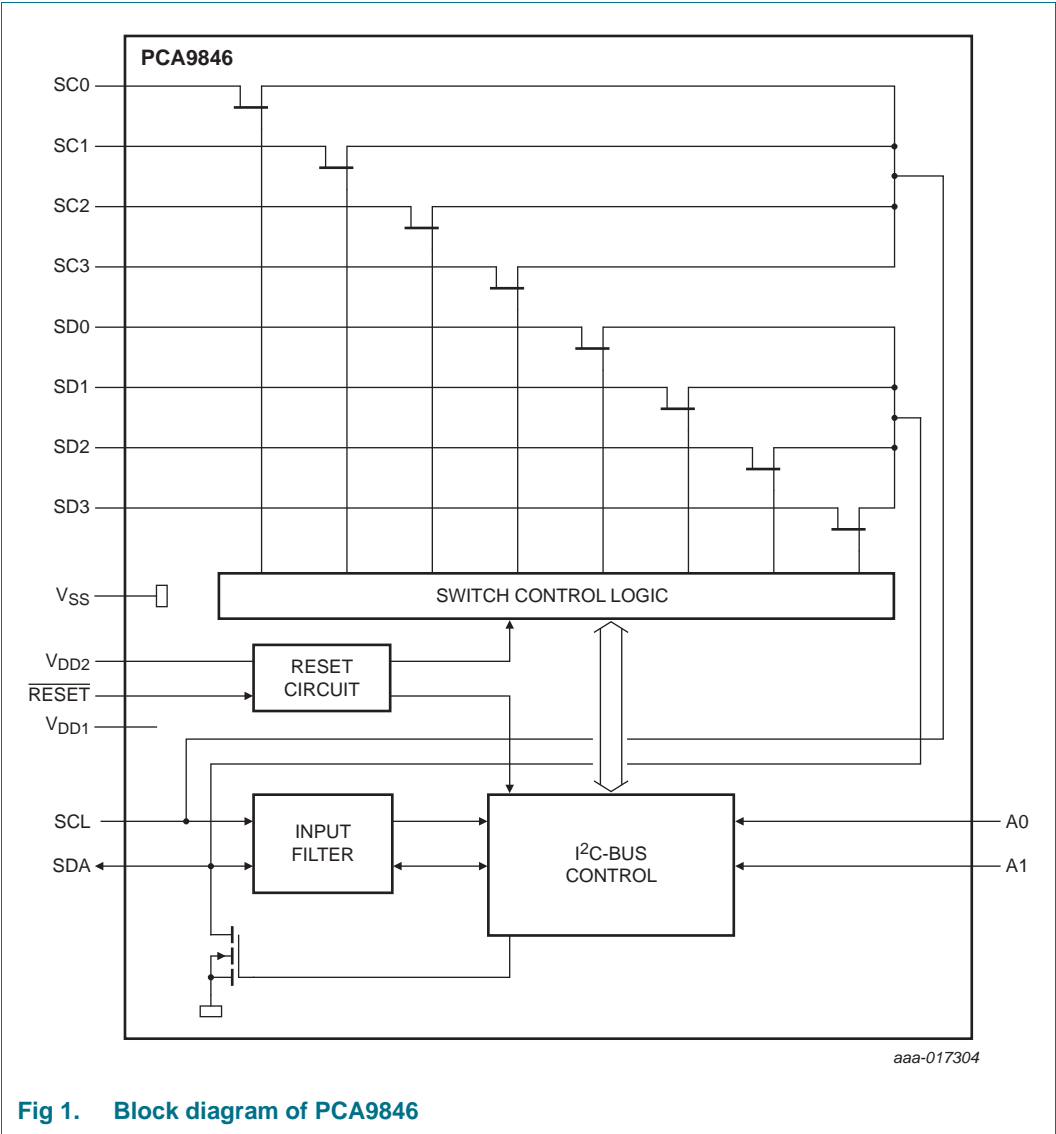 PCA9846
SC0
SC1
SC2
SC3
SD0
SD1
SD2
SD3
VSS
SWITCH CONTROL LOGIC
VDD2
RESET
VDD1
RESET
CIRCUIT
SCL
SDA
INPUT
FILTER
I²C-BUS
CONTROL
A0
A1
aaa-017304
Fig 1. Block diagram of PCA9846